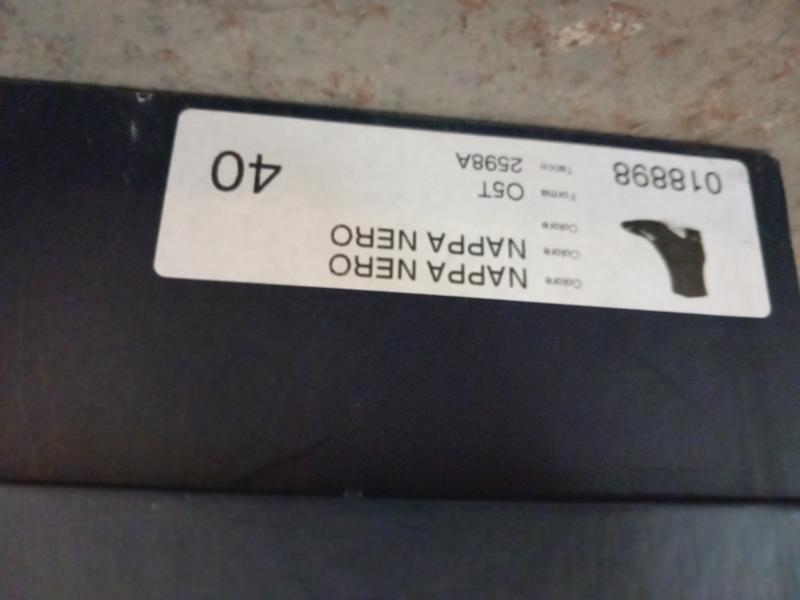 Colore NAPPA NERO
Colore NAPPA NERO
Colore
Forma O5T
Tacco 2598A
018898
40